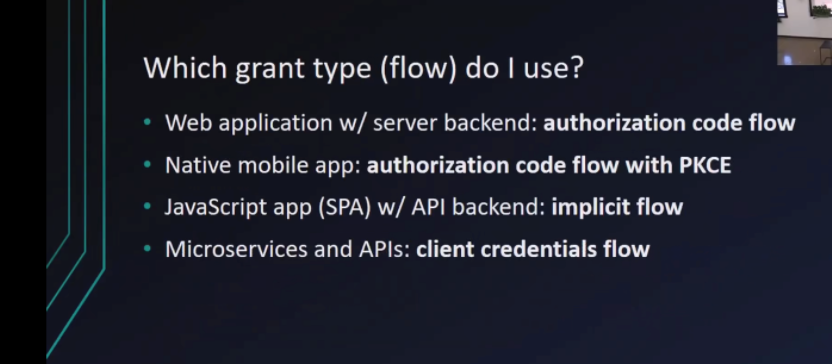 Which grant type (flow) do I use?
• Web application w/ server backend: authorization code flow
• Native mobile app: authorization code flow with PKCE
• JavaScript app (SPA) w/ API backend: implicit flow
• Microservices and APIs: client credentials flow